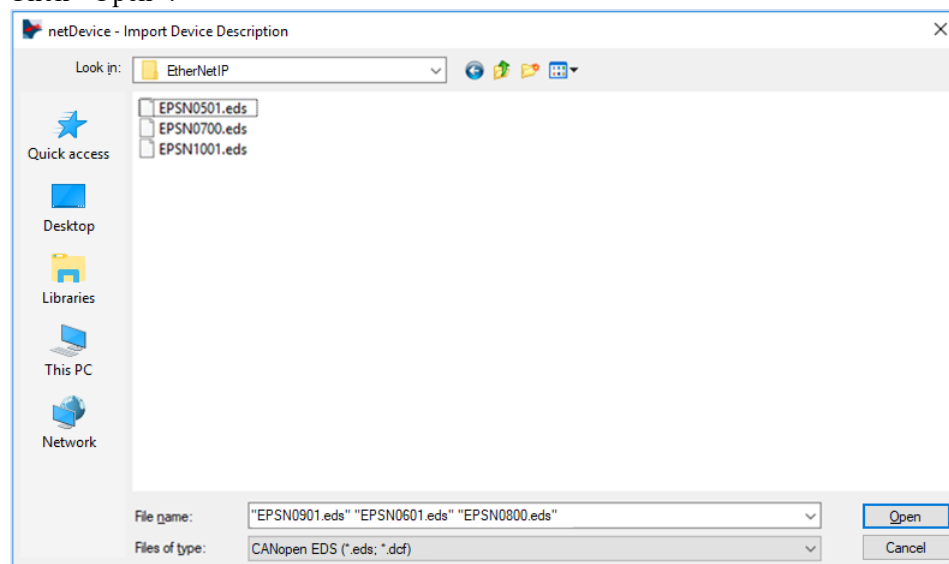 netDevice - Import Device Description
Look in:
EtherNetIP
EPSN0501.eds
EPSN0700.eds
EPSN1001.eds
Quick access
Desktop
Libraries
This PC
Network
File name:
"EPSN0901.eds" "EPSN0601.eds" "EPSN0800.eds"
Open
Files of type:
CANopen EDS (*.eds; *.dcf)
Cancel